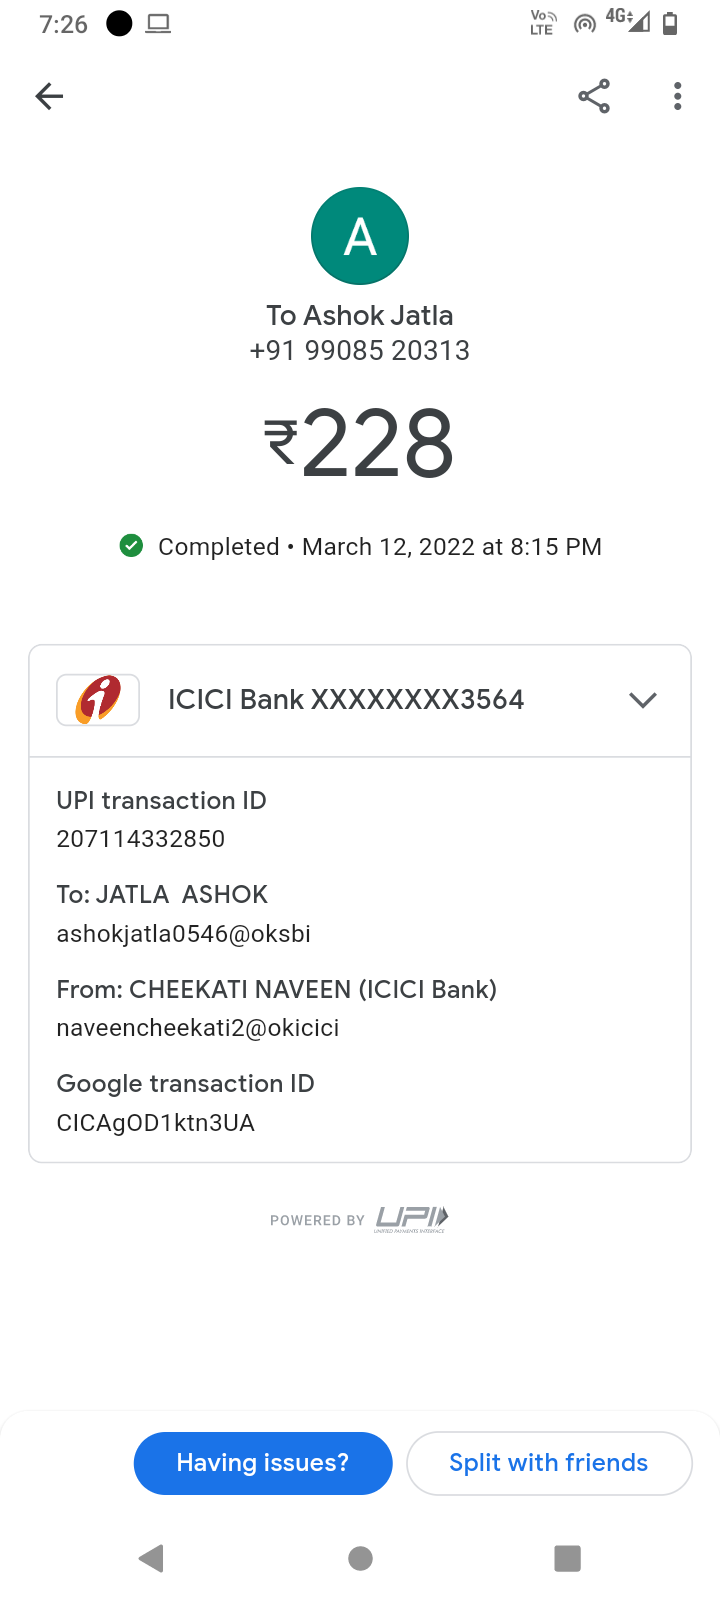 7:26
Vo LTE
4G
A
To Ashok Jatla
+91 99085 20313
₹228
Completed • March 12, 2022 at 8:15 PM
ICICI Bank XXXXXXXX3564
UPI transaction ID
207114332850
To: JATLA  ASHOK
ashokjatla0546@oksbi
From: CHEEKATI NAVEEN (ICICI Bank)
naveencheekati2@okicici
Google transaction ID
CICAgOD1ktn3UA
POWERED BY UPI
UNIFIED PAYMENTS INTERFACE
Having issues?
Split with friends